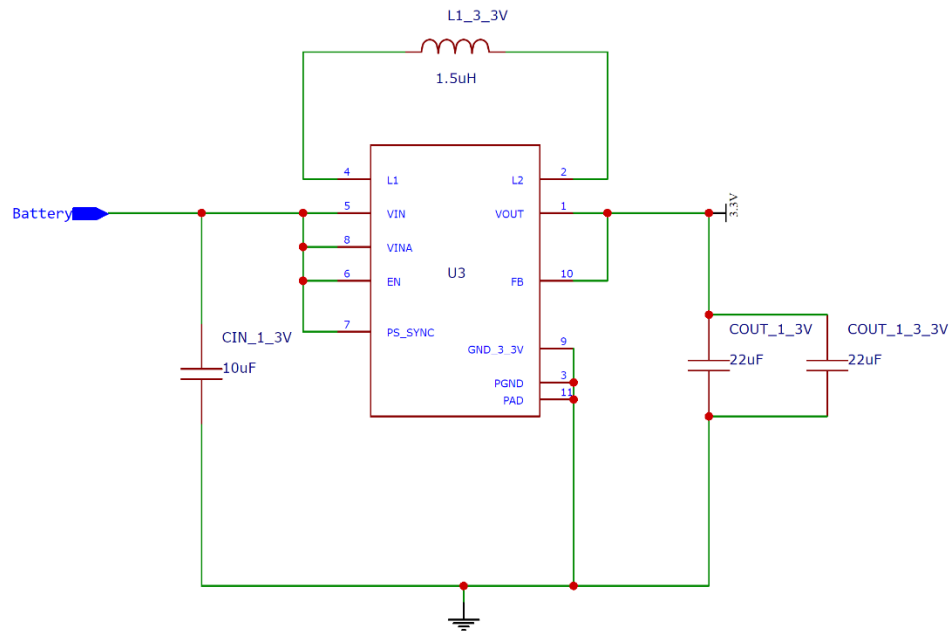 L1_3_3V
1.5uH
4
L1
L2
2
Battery
5
VIN
VOUT
1
3.3V
8
VINA
U3
6
EN
FB
10
7
PS_SYNC
CIN_1_3V
10uF
GND_3_3V
9
PGND
3
PAD
11
COUT_1_3V
22uF
COUT_1_3_3V
22uF